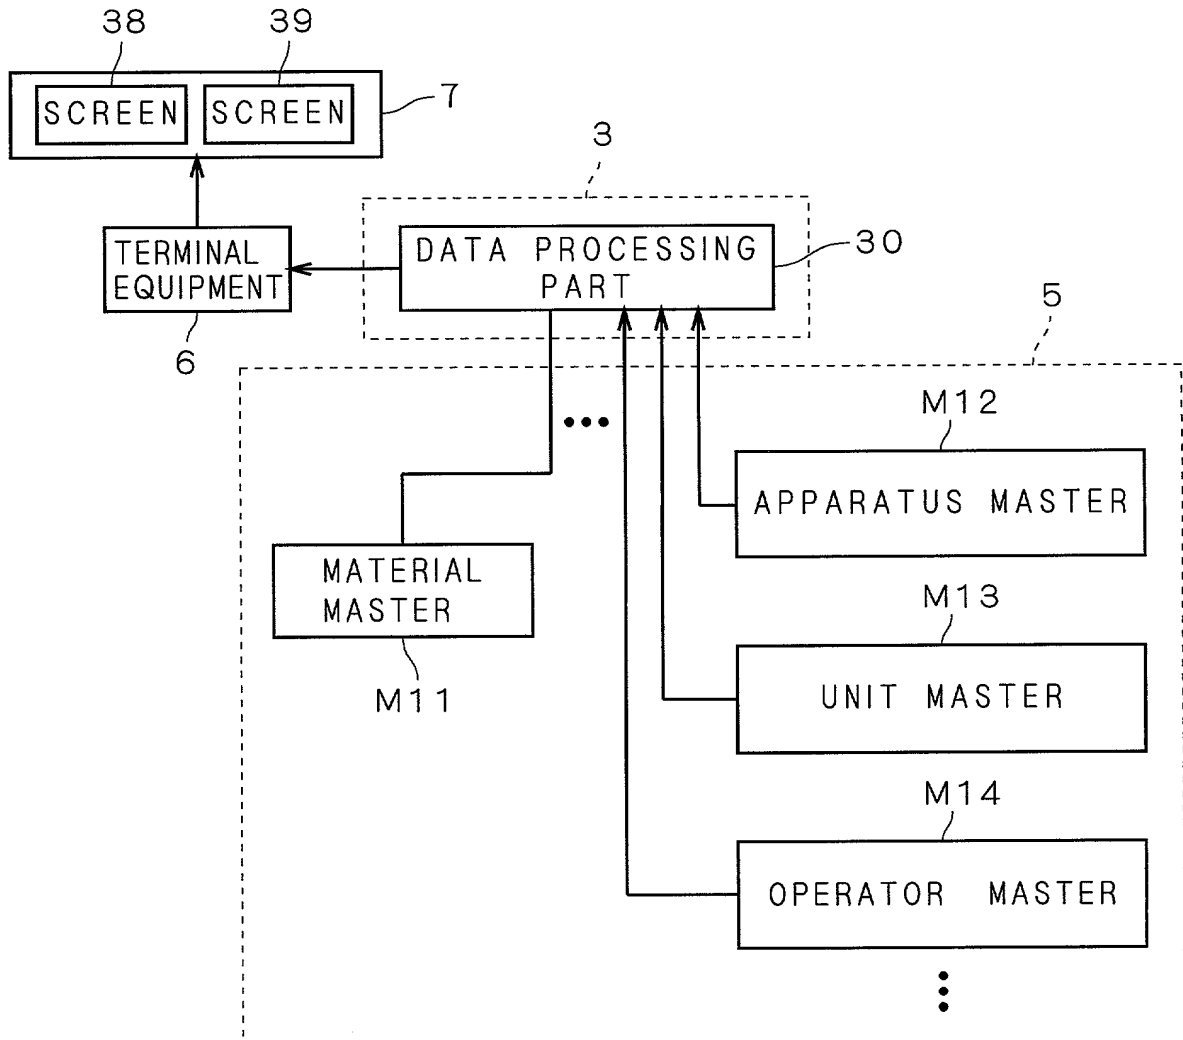 38
39
SCREEN
SCREEN
7
3
DATA PROCESSING
PART
30
TERMINAL
EQUIPMENT
6
5
M12
APPARATUS MASTER
MATERIAL
MASTER
M11
M13
UNIT MASTER
M14
OPERATOR MASTER